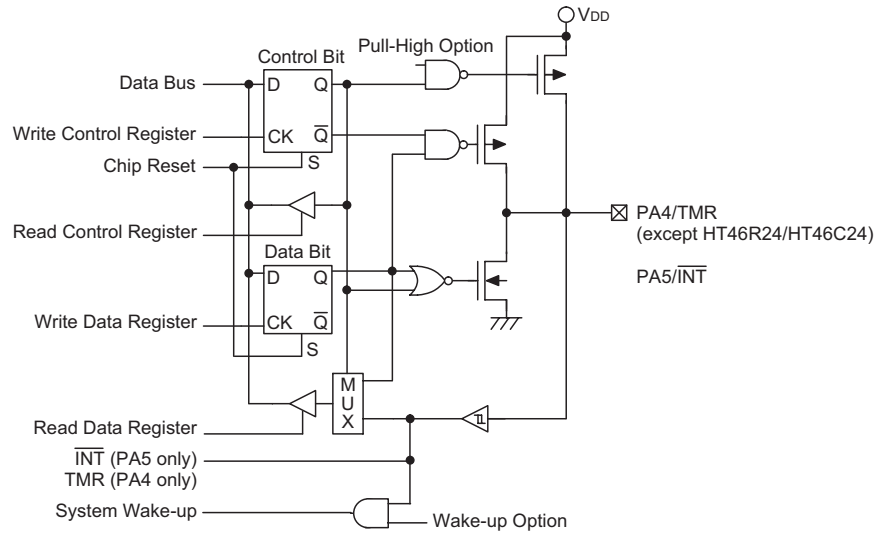 VDD
Pull-High Option
Control Bit
Data Bus
D
Q
Write Control Register
CK
Q̅
Chip Reset
S
Read Control Register
PA4/TMR
(except HT46R24/HT46C24)
Data Bit
D
Q
PA5/I̅N̅T̅
Write Data Register
CK
Q̅
S
M
U
X
Read Data Register
I̅N̅T̅ (PA5 only)
TMR (PA4 only)
System Wake-up
Wake-up Option